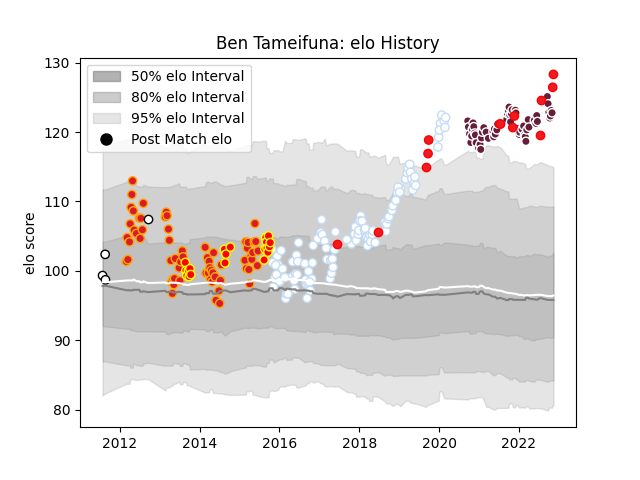 Ben Tameifuna: elo History
130
120
110
100
90
80
elo score
50% elo Interval
80% elo Interval
95% elo Interval
Post Match elo
2012 2014 2016 2018 2020 2022